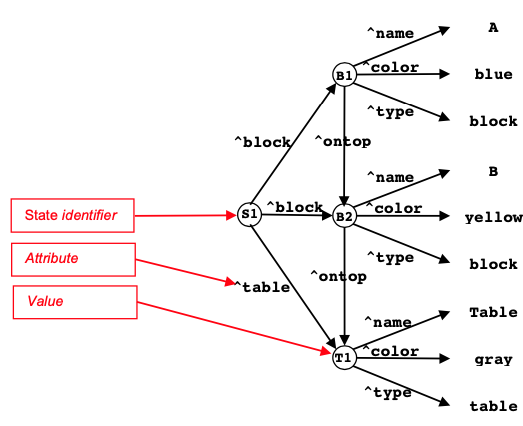 ^name
A
B1
^color
blue
^type
block
^block
^ontop
^name
B
State identifier
S1
^block
B2
^color
yellow
Attribute
^type
block
^table
^ontop
Value
^name
Table
T1
^color
gray
^type
table